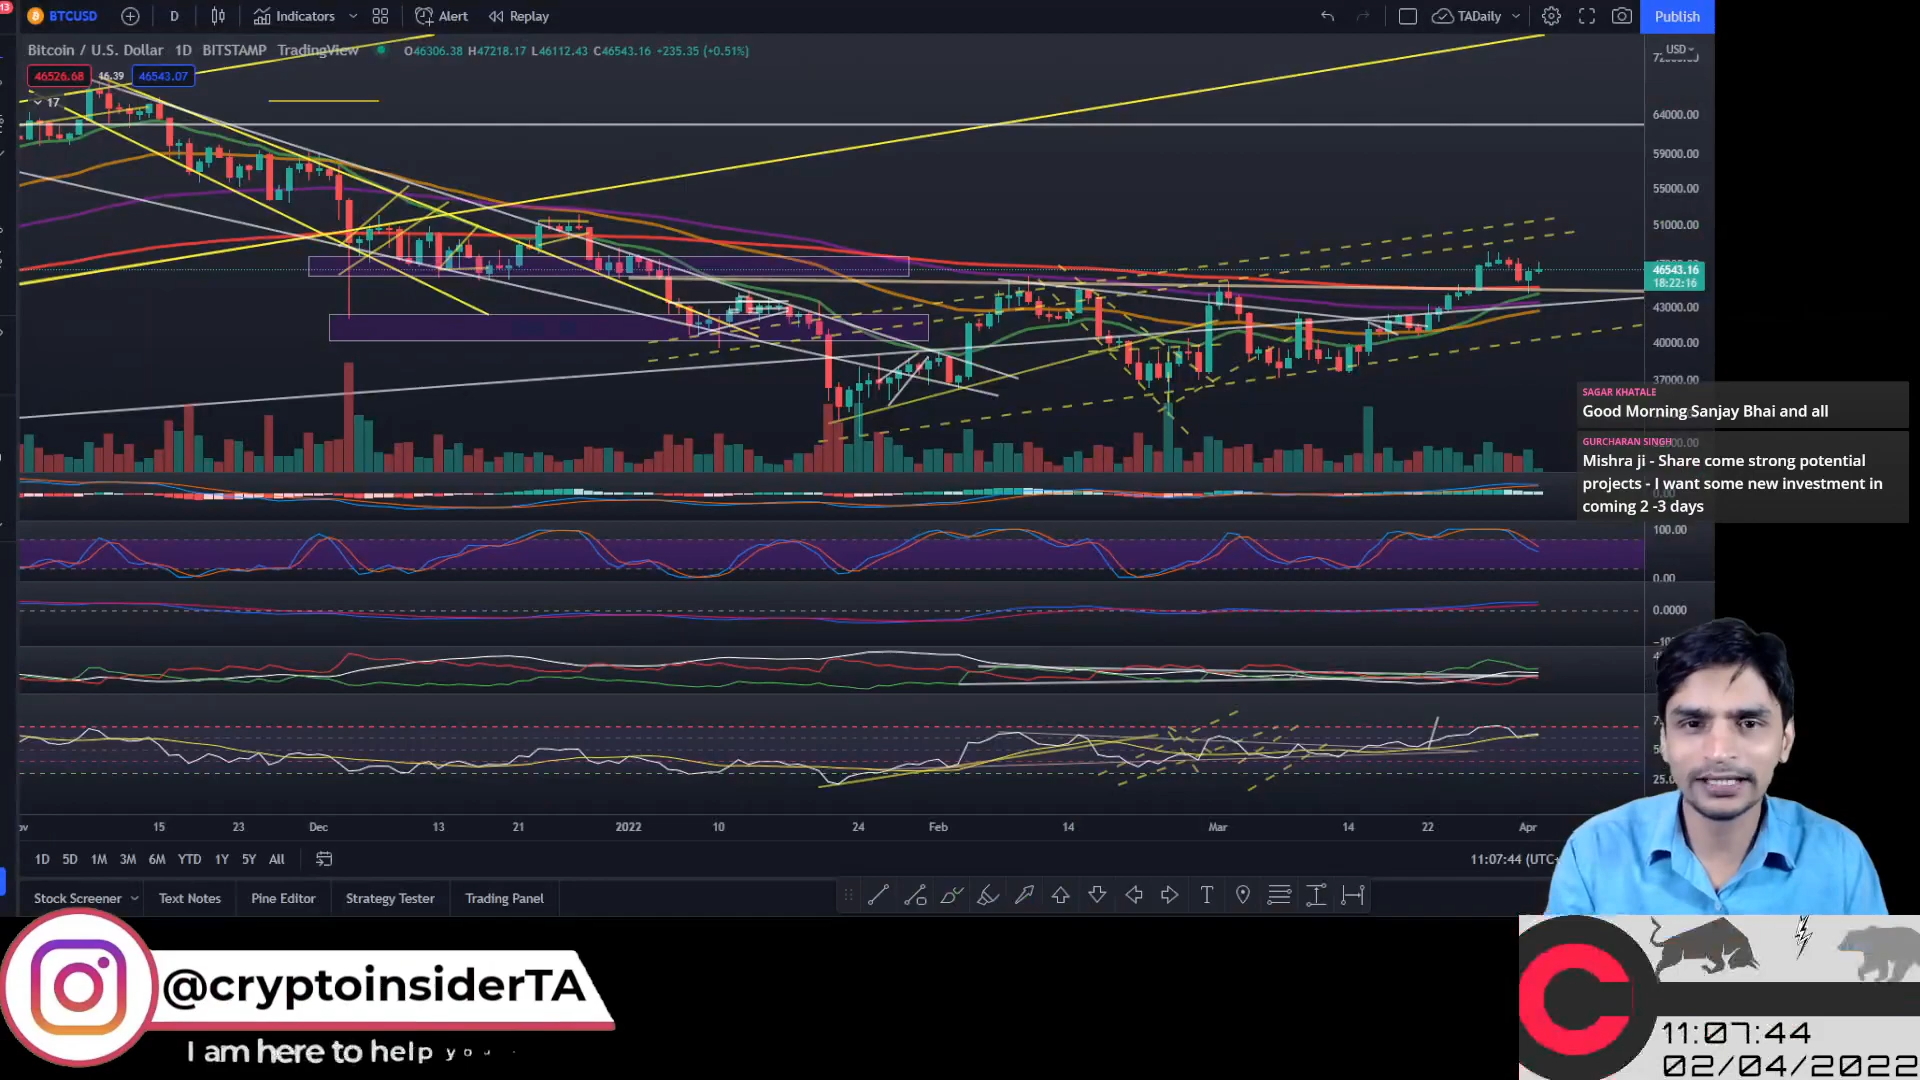 13
BTCUSD
D
Indicators
Alert
Replay
TADaily
Publish
Bitcoin / U.S. Dollar 1D BITSTAMP TradingView O46306.38 H47218.17 L46112.43 C46543.16 +235.35 (+0.51%)
USD
46526.68
16.39
46543.07
17
64000.00
59000.00
55000.00
51000.00
46543.16
18:22:16
43000.00
40000.00
37000.00
SAGAR KHATALE
Good Morning Sanjay Bhai and all
GURCHARAN SINGH
Mishra ji - Share come strong potential
projects - I want some new investment in
coming 2 -3 days
100.00
0.00
0.0000
15
23
Dec
13
21
2022
10
24
Feb
14
Mar
14
22
Apr
1D
5D
1M
3M
6M
YTD
1Y
5Y
All
11:07:44 (UTC
Stock Screener
Text Notes
Pine Editor
Strategy Tester
Trading Panel
@cryptoinsiderTA
I am here to help you
11:07:44
02/04/2022